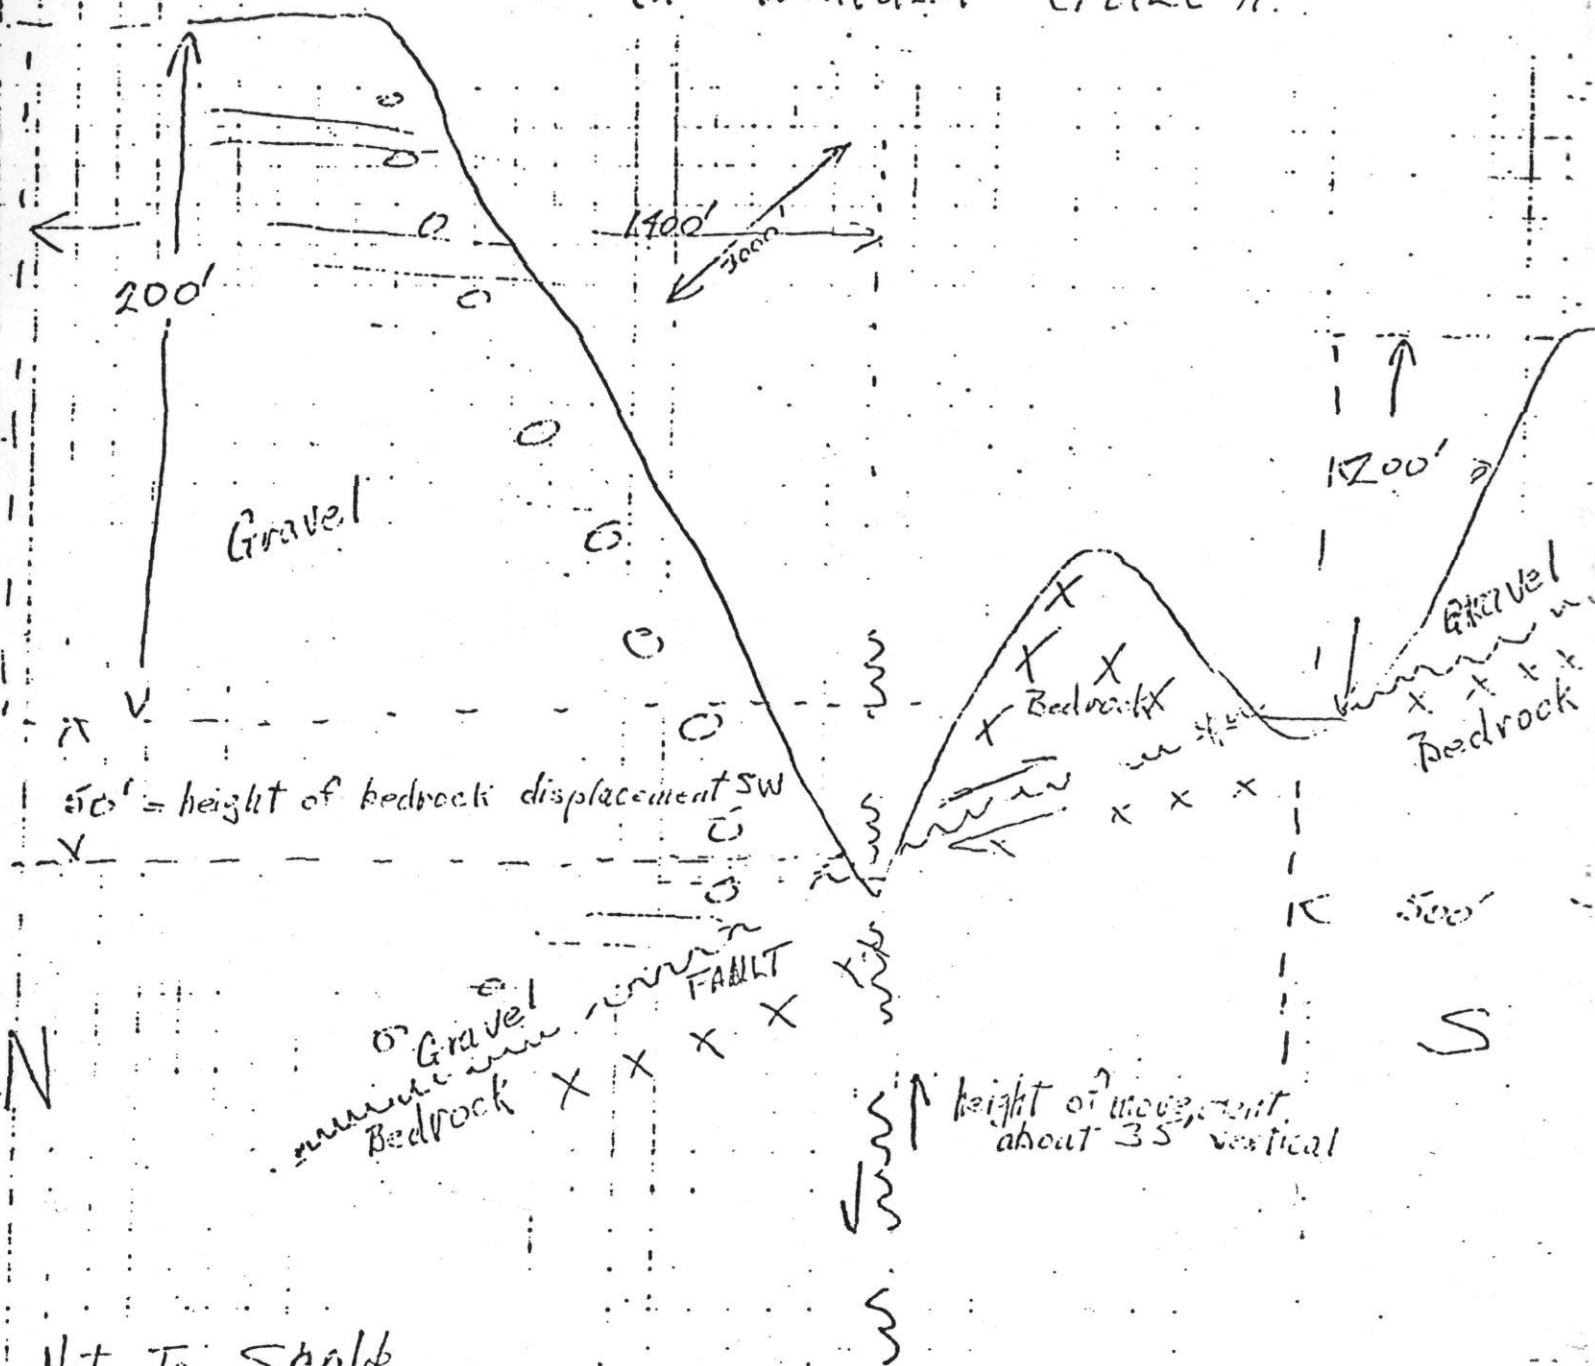 1400'
3000'
200'
1200'
Gravel
Gravel
Bedrock
Bedrock
50' = height of bedrock displacement SW
500'
FAULT
Gravel
Bedrock
N
S
height of movement
about 35' vertical
Not To Scale